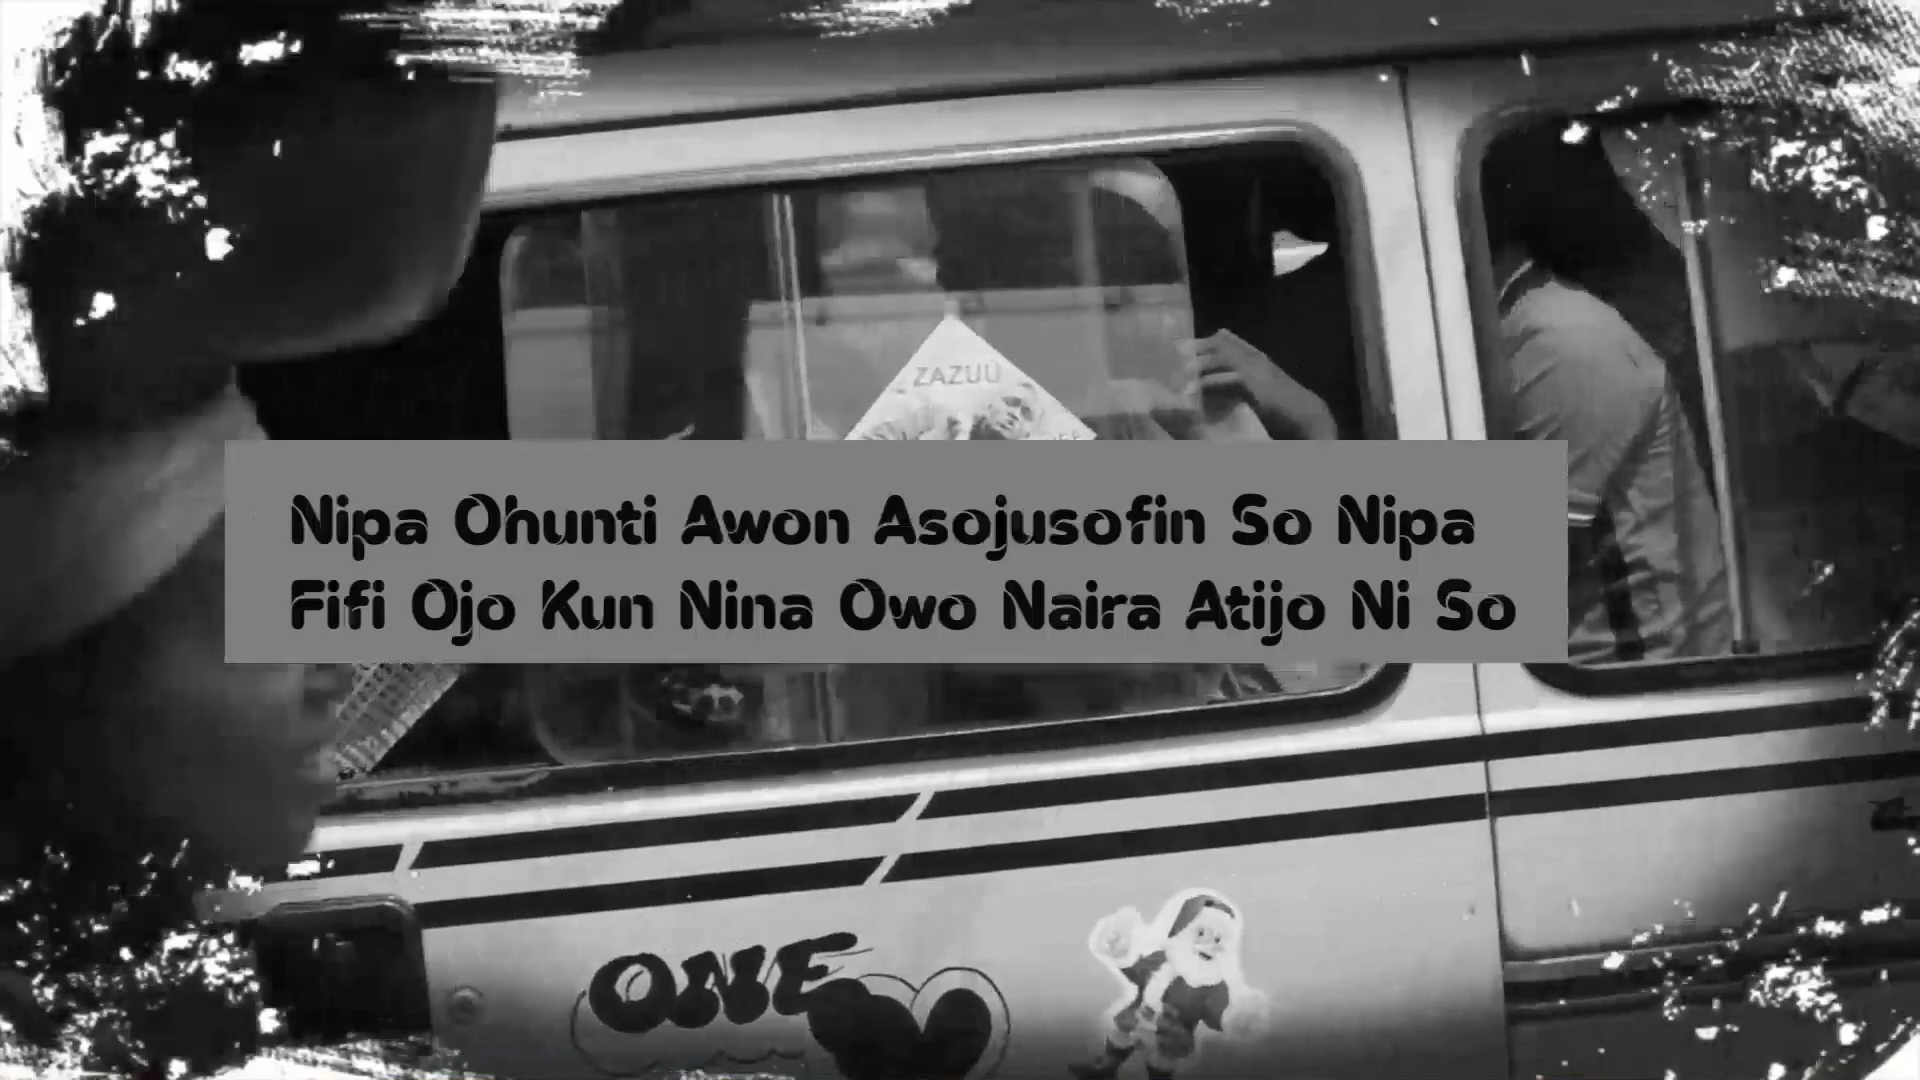 ZAZUU
Nipa Ohunti Awon Asojusofin So Nipa
Fifi Ojo Kun Nina Owo Naira Atijo Ni So
ONE